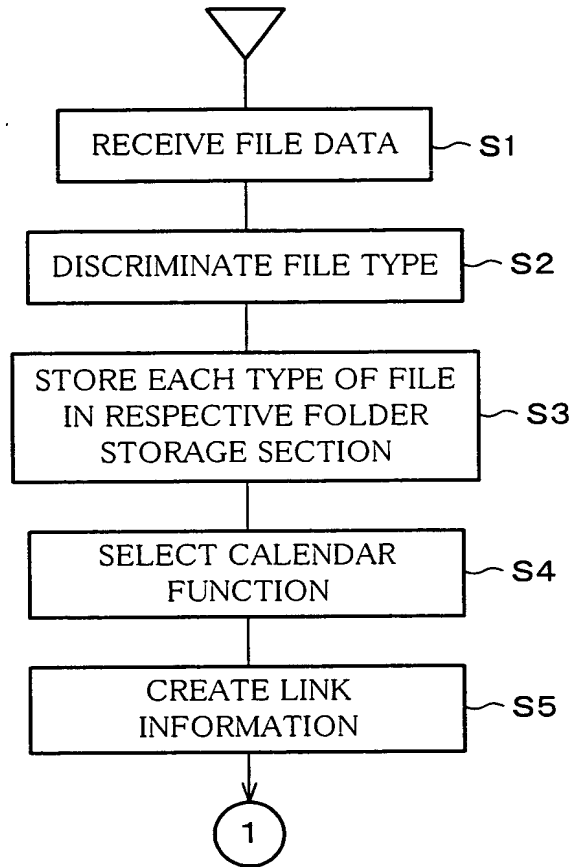 RECEIVE FILE DATA
S1
DISCRIMINATE FILE TYPE
S2
STORE EACH TYPE OF FILE
IN RESPECTIVE FOLDER
STORAGE SECTION
S3
SELECT CALENDAR
FUNCTION
S4
CREATE LINK
INFORMATION
S5
1